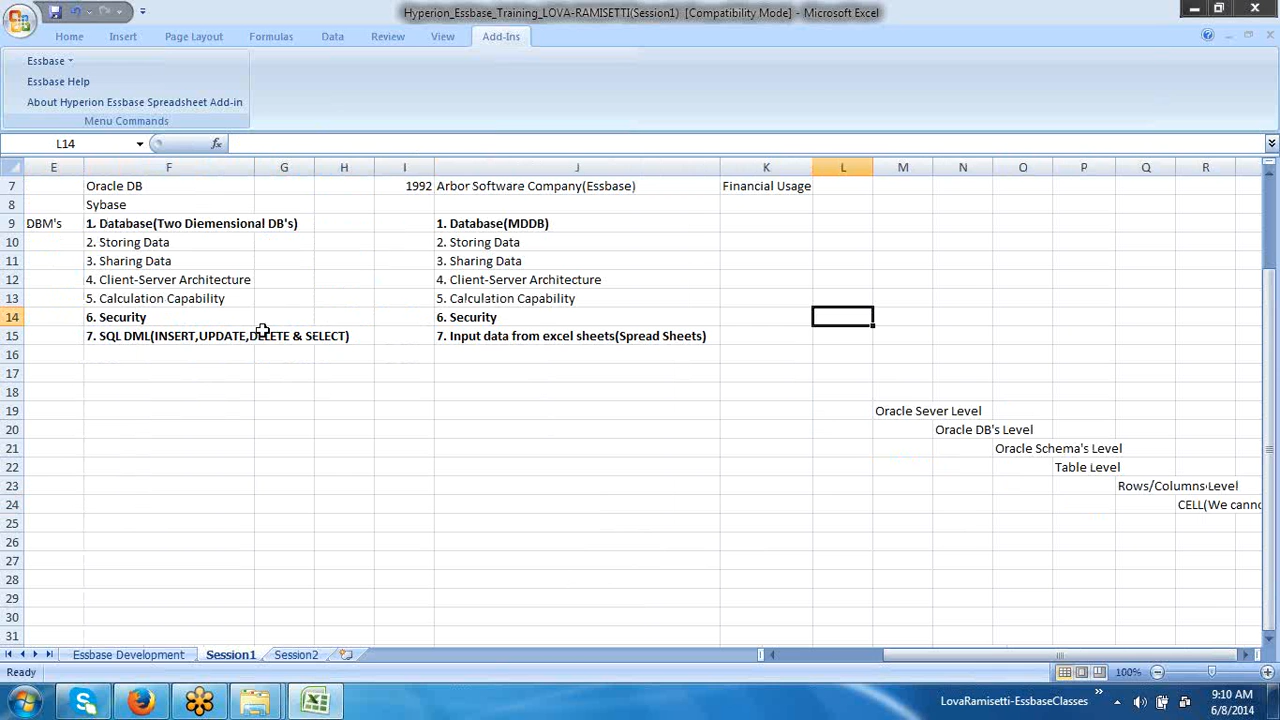 Hyperion_Essbase_Training_LOVA-RAMISETTI(Session1) [Compatibility Mode] - Microsoft Excel
Home Insert Page Layout Formulas Data Review View Add-Ins
Essbase
Essbase Help
About Hyperion Essbase Spreadsheet Add-in
Menu Commands
L14 fx
E F G H I J K L M N O P Q R
7 Oracle DB 1992 Arbor Software Company(Essbase) Financial Usage
8 Sybase
9 DBM's 1. Database(Two Diemensional DB's) 1. Database(MDDB)
10 2. Storing Data 2. Storing Data
11 3. Sharing Data 3. Sharing Data
12 4. Client-Server Architecture 4. Client-Server Architecture
13 5. Calculation Capability 5. Calculation Capability
14 6. Security 6. Security
15 7. SQL DML(INSERT,UPDATE,DELETE & SELECT) 7. Input data from excel sheets(Spread Sheets)
16
17
18
19 Oracle Sever Level
20 Oracle DB's Level
21 Oracle Schema's Level
22 Table Level
23 Rows/Columns Level
24 CELL(We canno
25
26
27
28
29
30
31
Essbase Development Session1 Session2
Ready 100%
LovaRamisetti-EssbaseClasses 9:10 AM
6/8/2014